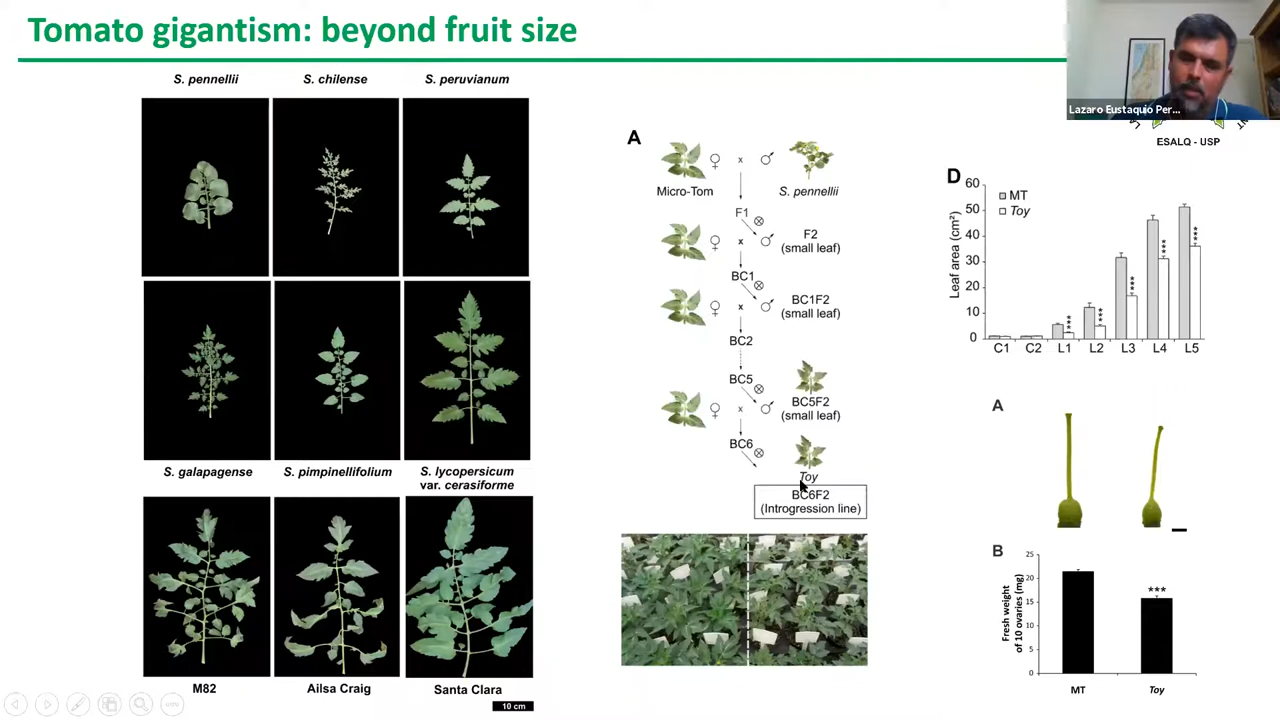 Tomato gigantism: beyond fruit size
Lazaro Eustaquio Per...
ESALQ - USP
S. pennellii
S. chilense
S. peruvianum
S. galapagense
S. pimpinellifolium
S. lycopersicum
var. cerasiforme
M82
Ailsa Craig
Santa Clara
10 cm
A
♀
x
♂
Micro-Tom
S. pennellii
F1
⊗
♀
x
♂
F2
(small leaf)
BC1
⊗
♀
x
♂
BC1F2
(small leaf)
BC2
BC5
⊗
♀
x
♂
BC5F2
(small leaf)
BC6
⊗
Toy
BC6F2
(Introgression line)
D
Leaf area (cm²)
60
50
40
30
20
10
0
MT
Toy
***
***
***
***
***
C1
C2
L1
L2
L3
L4
L5
A
B
Fresh weight
of 10 ovaries (mg)
25
20
15
10
5
0
***
MT
Toy